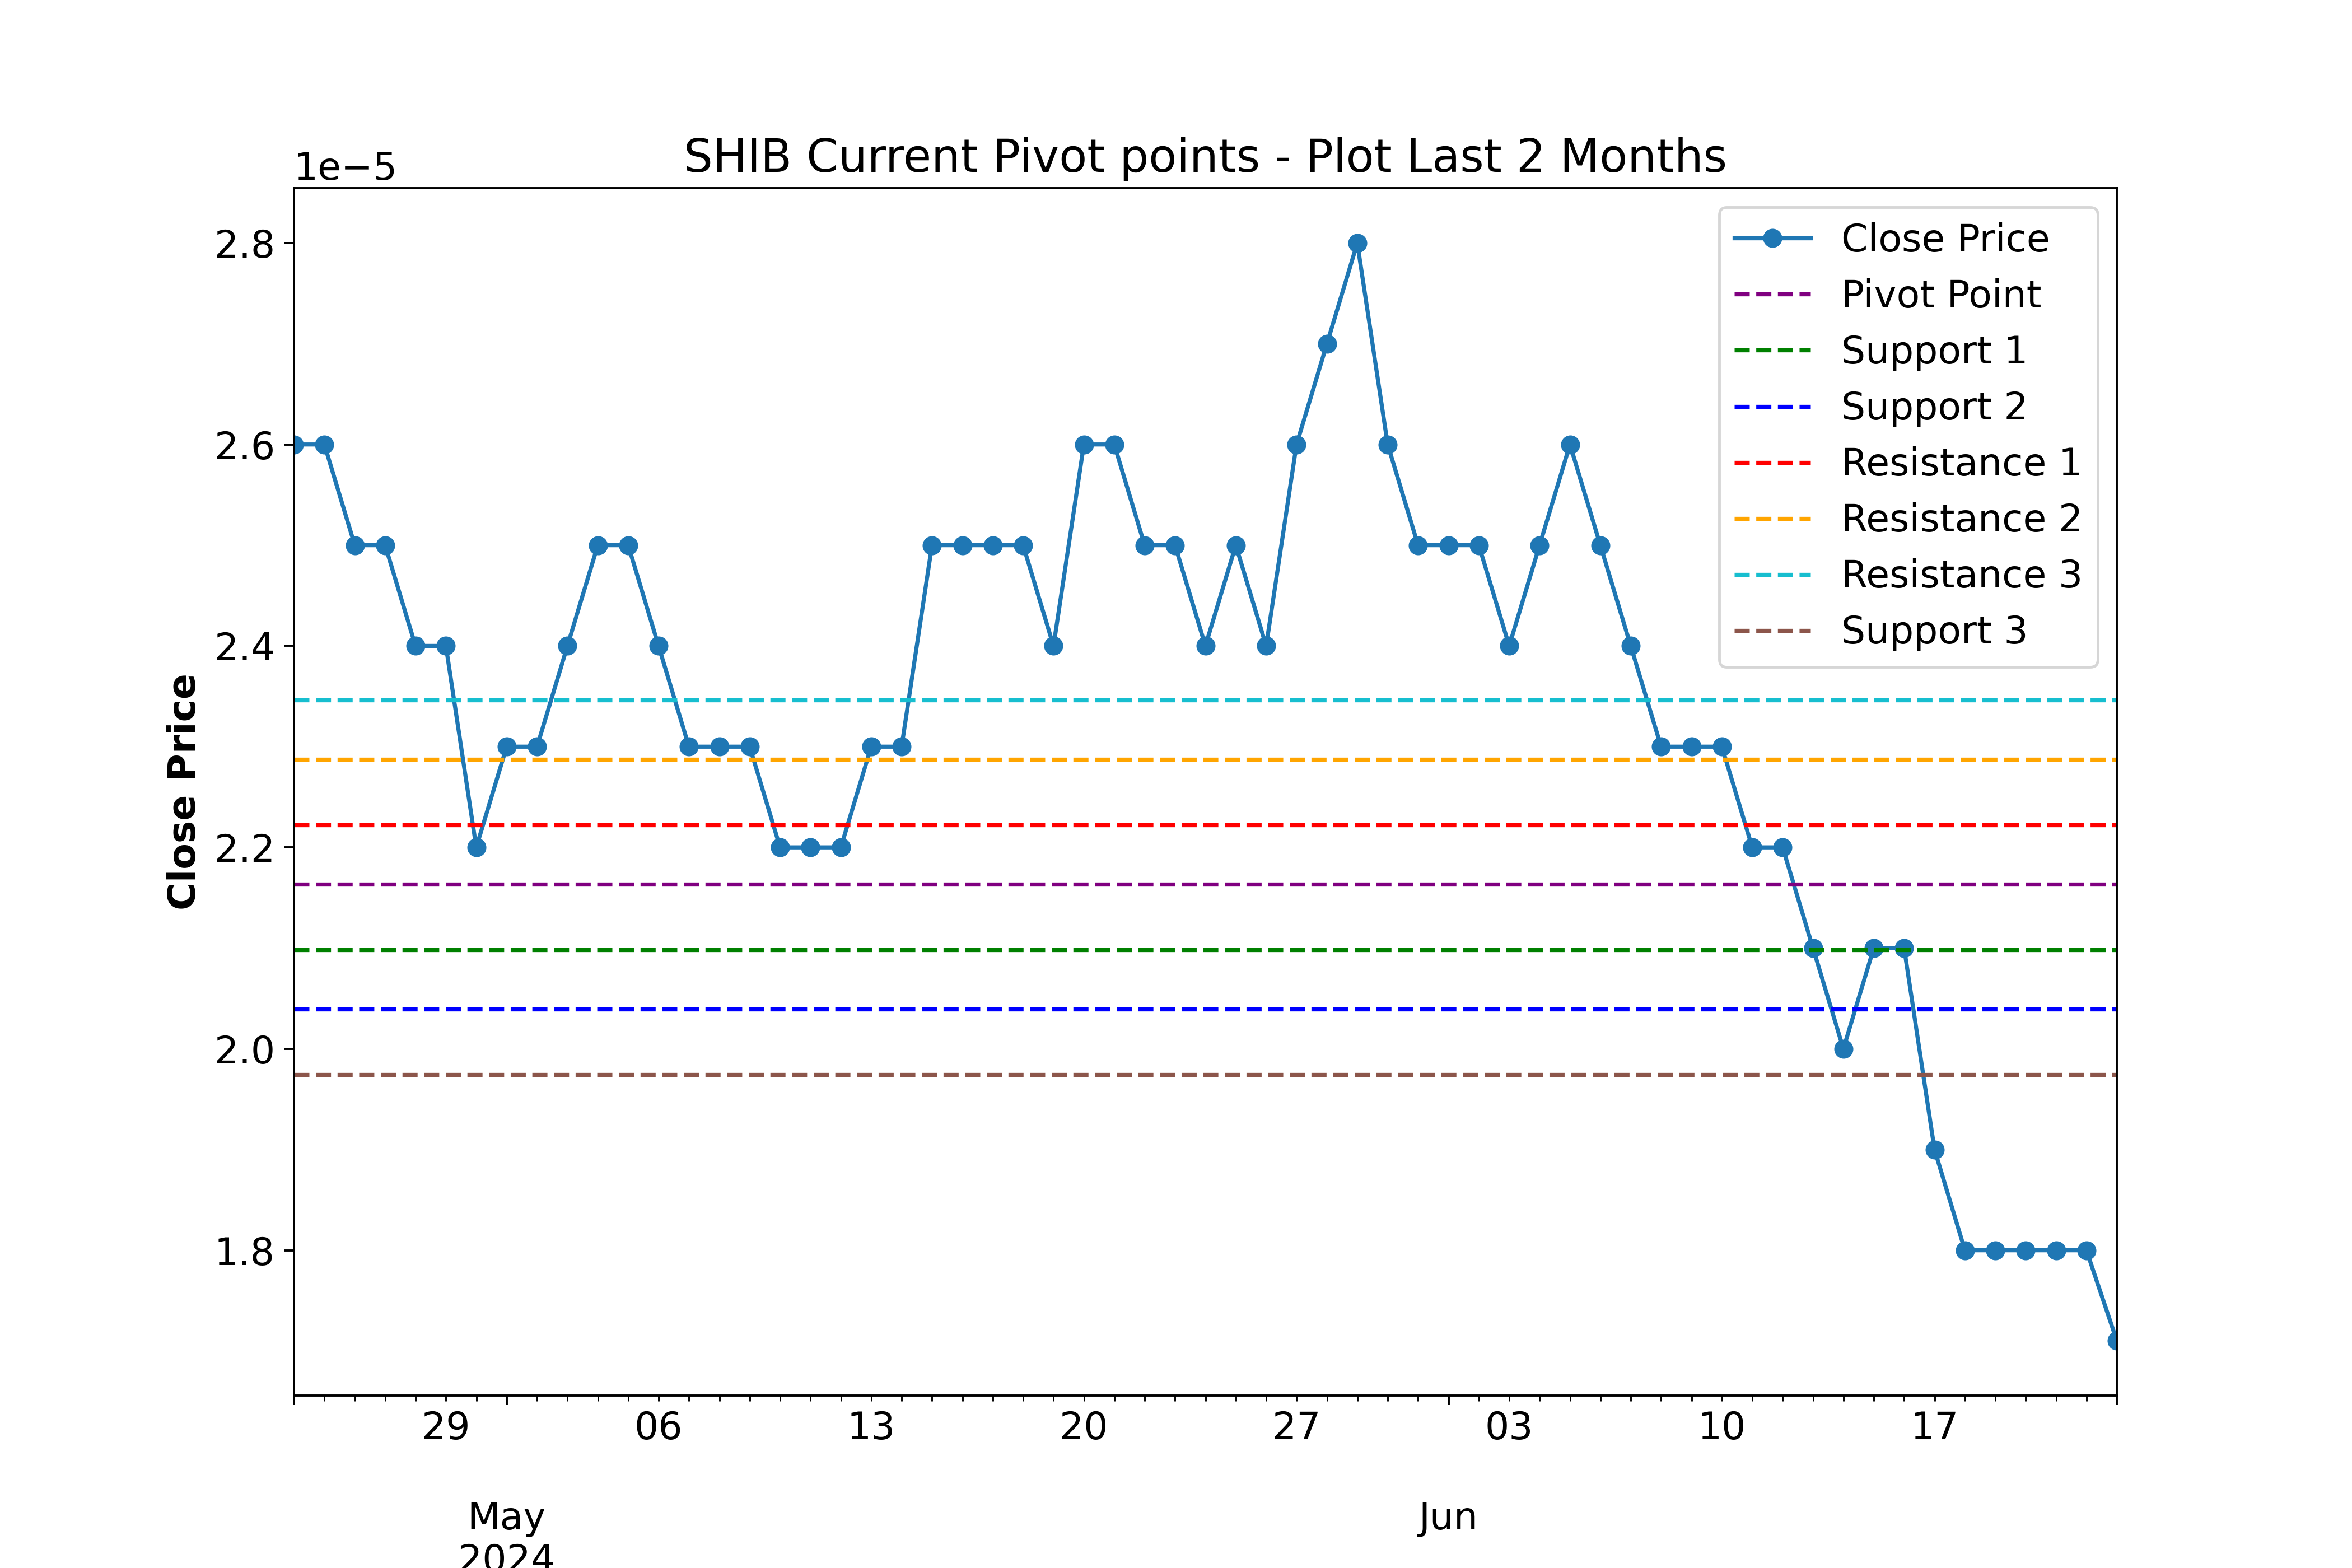 SHIB Current Pivot points - Plot Last 2 Months
1e−5
2.8
2.6
2.4
2.2
2.0
1.8
Close Price
Close Price
Pivot Point
Support 1
Support 2
Resistance 1
Resistance 2
Resistance 3
Support 3
29 06 13 20 27 03 10 17
May Jun
2024